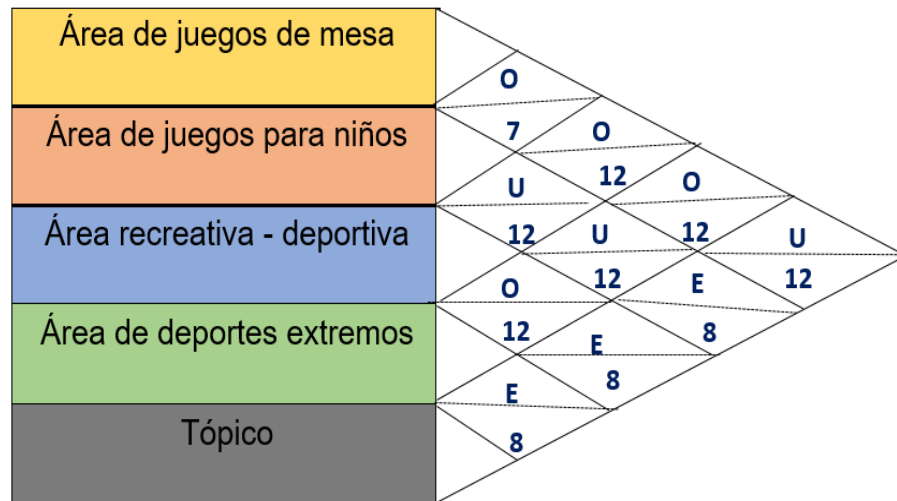 Área de juegos de mesa
O
7
O
Área de juegos para niños
12
O
U
12
U
12
U
Área recreativa - deportiva
12
E
12
O
8
Área de deportes extremos
12
E
8
E
Tópico
8